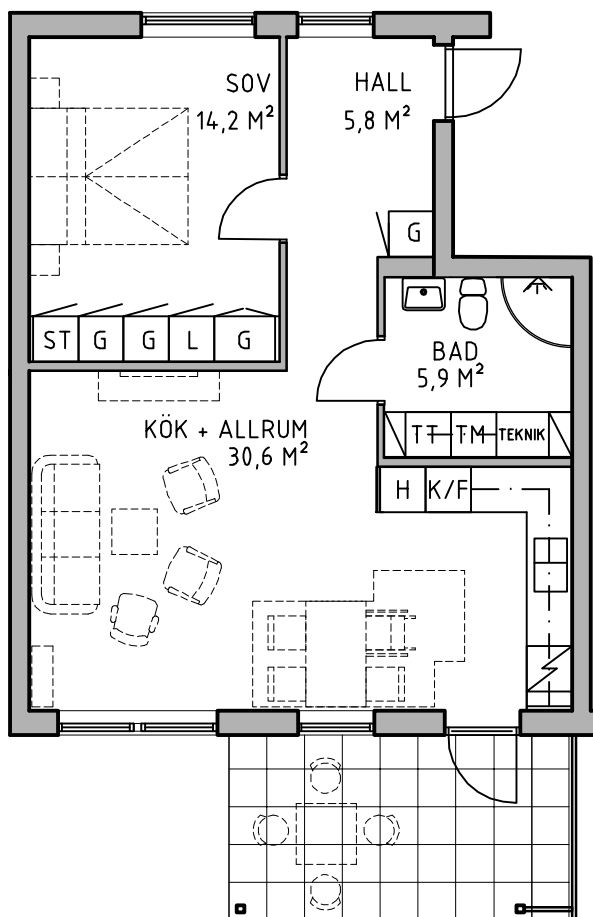 SOV
14,2 M²
HALL
5,8 M²
G
ST G G L G
BAD
5,9 M²
KÖK + ALLRUM
30,6 M²
TT TM TEKNIK
H K/F